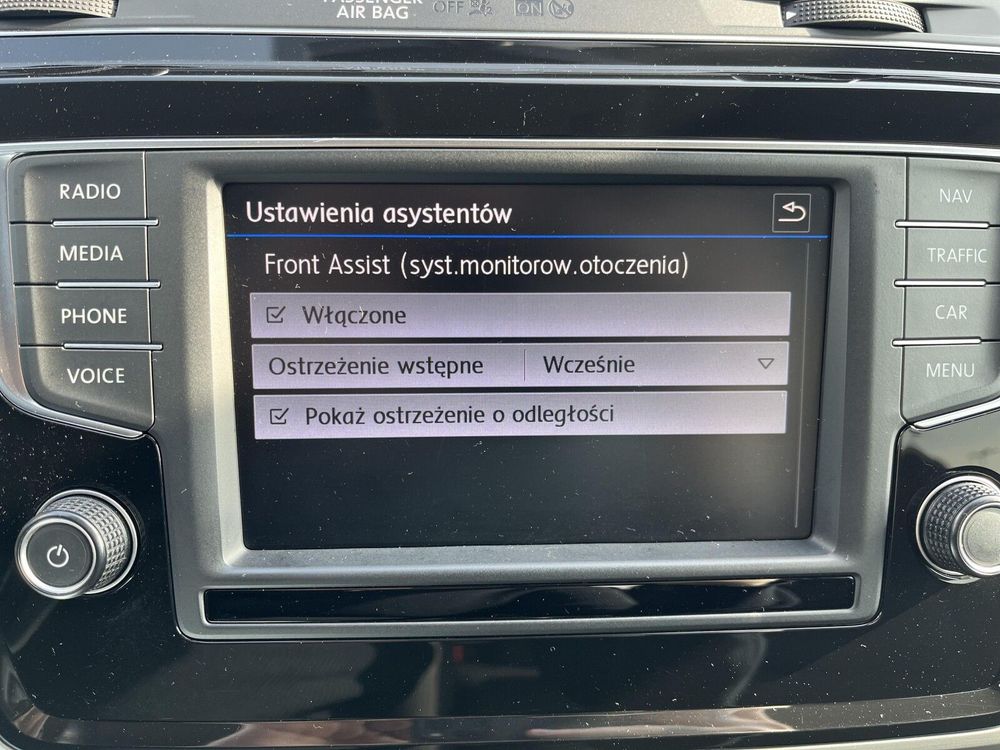 PASSENGER
AIR BAG OFF ON
RADIO
MEDIA
PHONE
VOICE
Ustawienia asystentów
Front Assist (syst.monitorow.otoczenia)
Włączone
Ostrzeżenie wstępne Wcześnie
Pokaż ostrzeżenie o odległości
NAV
TRAFFIC
CAR
MENU